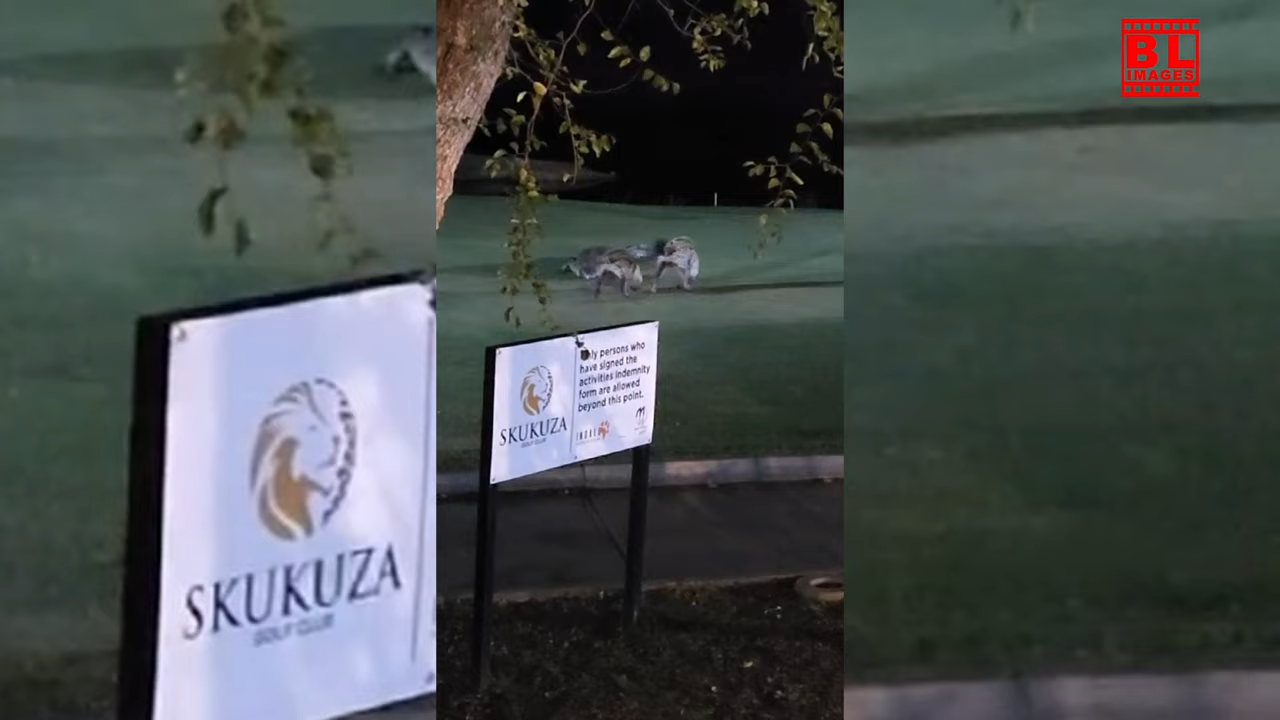 BL
IMAGES
SKUKUZA
GOLF CLUB
SKUKUZA
GOLF CLUB
only persons who
have signed the
activities indemnity
form are allowed
beyond this point.